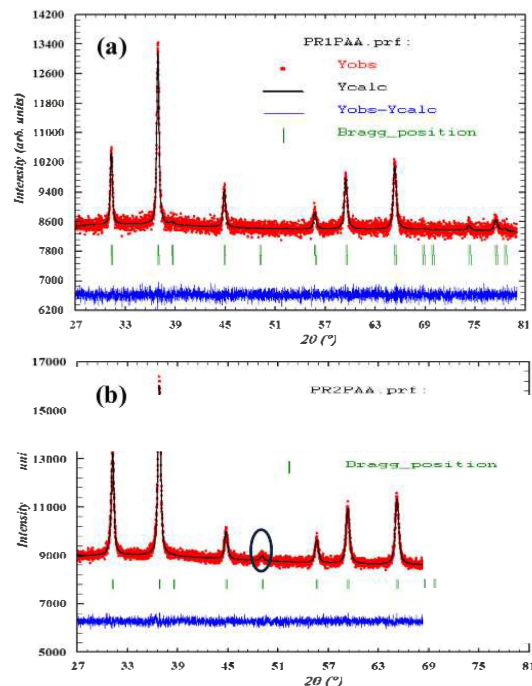 14200
(a)
PR1PAA.prf:
13400
Yobs
12600
Ycalc
11800
Yobs-Ycalc
11000
Bragg_position
10200
9400
8600
7800
7000
6200
Intensity (arb. units)
27 33 39 45 51 57 63 69 75 81
2θ (°)
17000
(b)
PR2PAA.prf:
15000
13000
Bragg_position
11000
9000
7000
5000
Intensity uni
27 33 39 45 51 57 63 69 75 81
2θ (°)